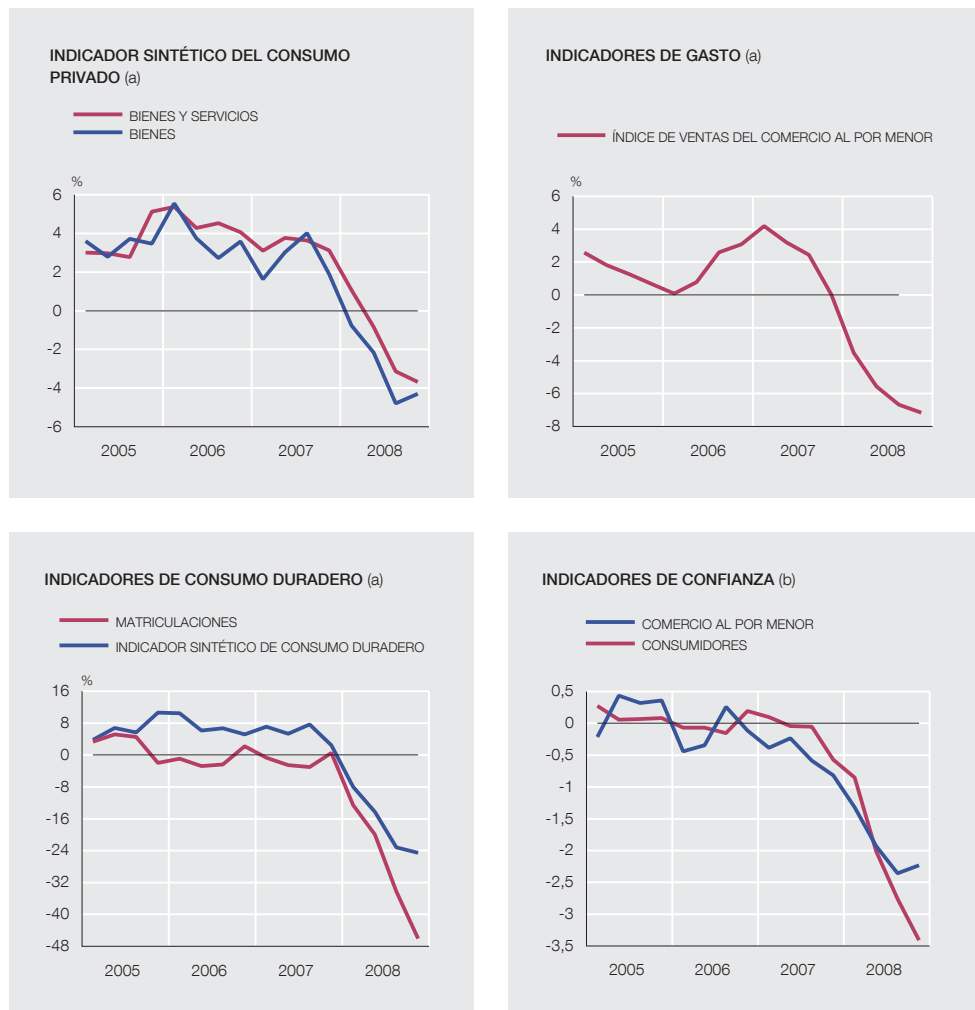 INDICADOR SINTÉTICO DEL CONSUMO
PRIVADO (a)
BIENES Y SERVICIOS
BIENES
%
6
4
2
0
-2
-4
-6
2005 2006 2007 2008
INDICADORES DE GASTO (a)
ÍNDICE DE VENTAS DEL COMERCIO AL POR MENOR
%
6
4
2
0
-2
-4
-6
-8
2005 2006 2007 2008
INDICADORES DE CONSUMO DURADERO (a)
MATRICULACIONES
INDICADOR SINTÉTICO DE CONSUMO DURADERO
%
16
8
0
-8
-16
-24
-32
-40
-48
2005 2006 2007 2008
INDICADORES DE CONFIANZA (b)
COMERCIO AL POR MENOR
CONSUMIDORES
0,5
0
-0,5
-1
-1,5
-2
-2,5
-3
-3,5
2005 2006 2007 2008